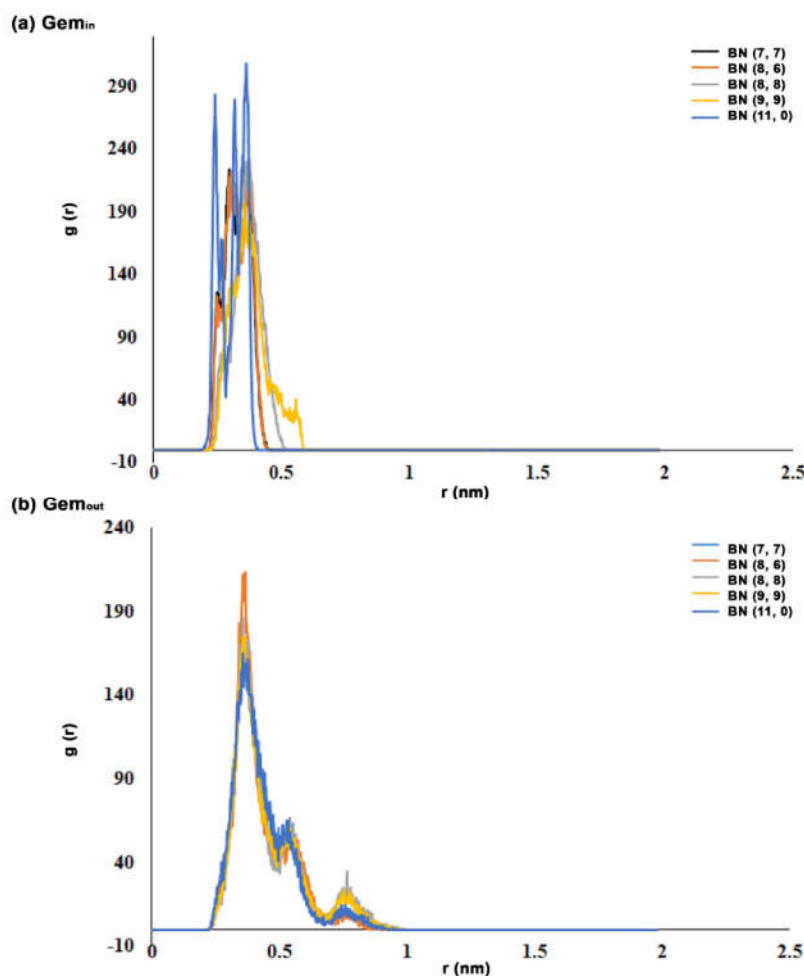 (a) Gemin
BN (7, 7)
BN (8, 6)
BN (8, 8)
BN (9, 9)
BN (11, 0)
290
240
190
140
90
40
-10
g (r)
0 0.5 1 1.5 2 2.5
r (nm)
(b) Gemout
BN (7, 7)
BN (8, 6)
BN (8, 8)
BN (9, 9)
BN (11, 0)
240
190
140
90
40
-10
g (r)
0 0.5 1 1.5 2 2.5
r (nm)